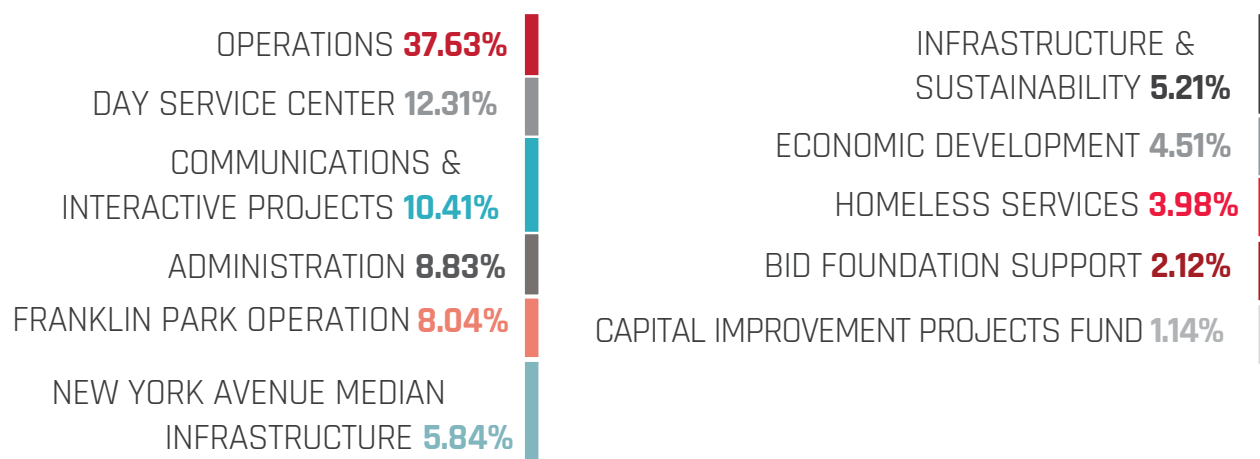 OPERATIONS 37.63%
DAY SERVICE CENTER 12.31%
COMMUNICATIONS &
INTERACTIVE PROJECTS 10.41%
ADMINISTRATION 8.83%
FRANKLIN PARK OPERATION 8.04%
NEW YORK AVENUE MEDIAN
INFRASTRUCTURE 5.84%
INFRASTRUCTURE &
SUSTAINABILITY 5.21%
ECONOMIC DEVELOPMENT 4.51%
HOMELESS SERVICES 3.98%
BID FOUNDATION SUPPORT 2.12%
CAPITAL IMPROVEMENT PROJECTS FUND 1.14%